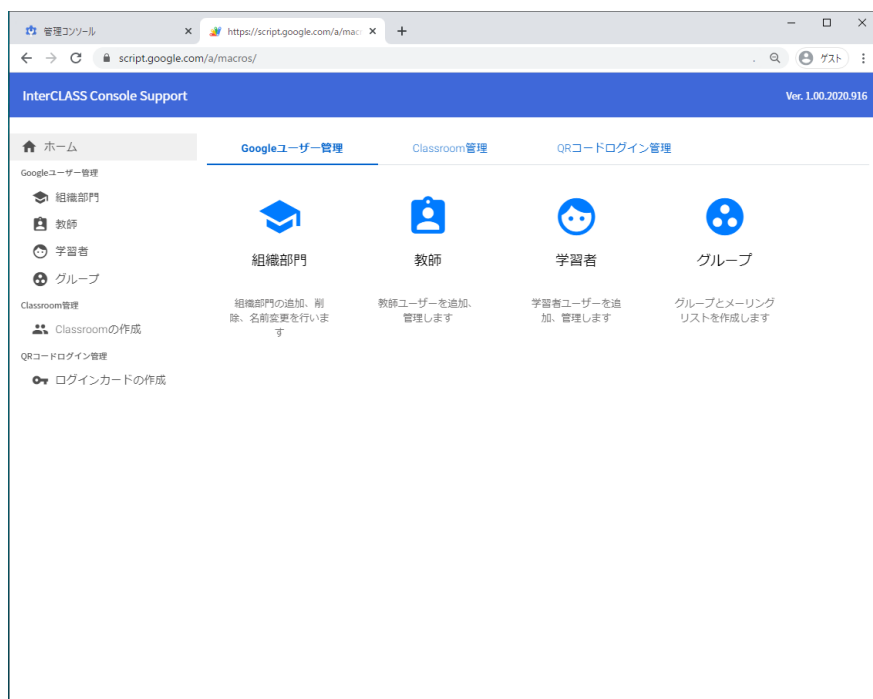 管理コンソール
https://script.google.com/a/mac
script.google.com/a/macros/
ゲスト
InterCLASS Console Support
Ver. 1.00.2020.916
ホーム
Googleユーザー管理
組織部門
教師
学習者
グループ
Classroom管理
Classroomの作成
QRコードログイン管理
ログインカードの作成
Googleユーザー管理
Classroom管理
QRコードログイン管理
組織部門
組織部門の追加、削
除、名前変更を行いま
す
教師
教師ユーザーを追加、
管理します
学習者
学習者ユーザーを追
加、管理します
グループ
グループとメーリング
リストを作成します